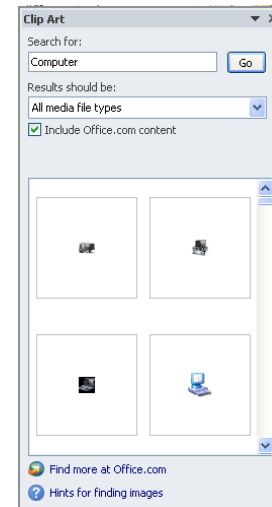 Clip Art
Search for:
Computer
Go
Results should be:
All media file types
Include Office.com content
Find more at Office.com
Hints for finding images